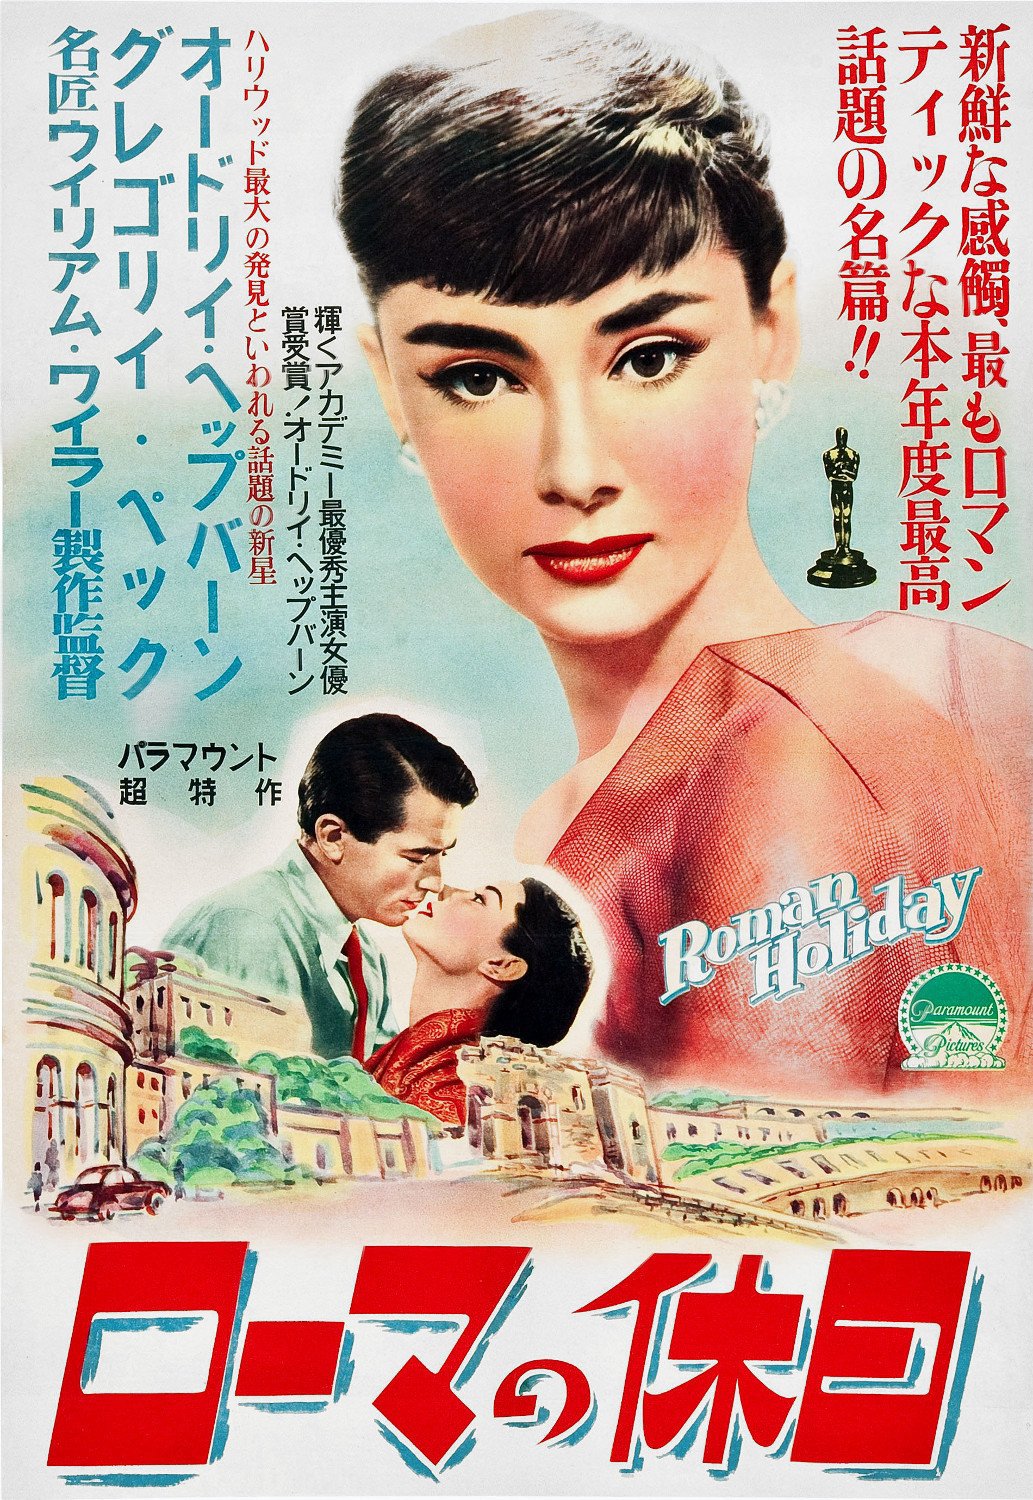 新鮮な感觸、最もロマン
ティックな本年度最高
話題の名篇!!
輝くアカデミー最優秀主演女優
賞受賞!・オードリイ・ヘップバーン
ハリウッド最大の発見といわれる話題の新星
オードリイ・ヘップバーン
グレゴリイ・ペック
名匠ウイリアム・ワイラー製作監督
パラマウント
超特作
Roman
Holiday
Paramount
Pictures
ローマの休日